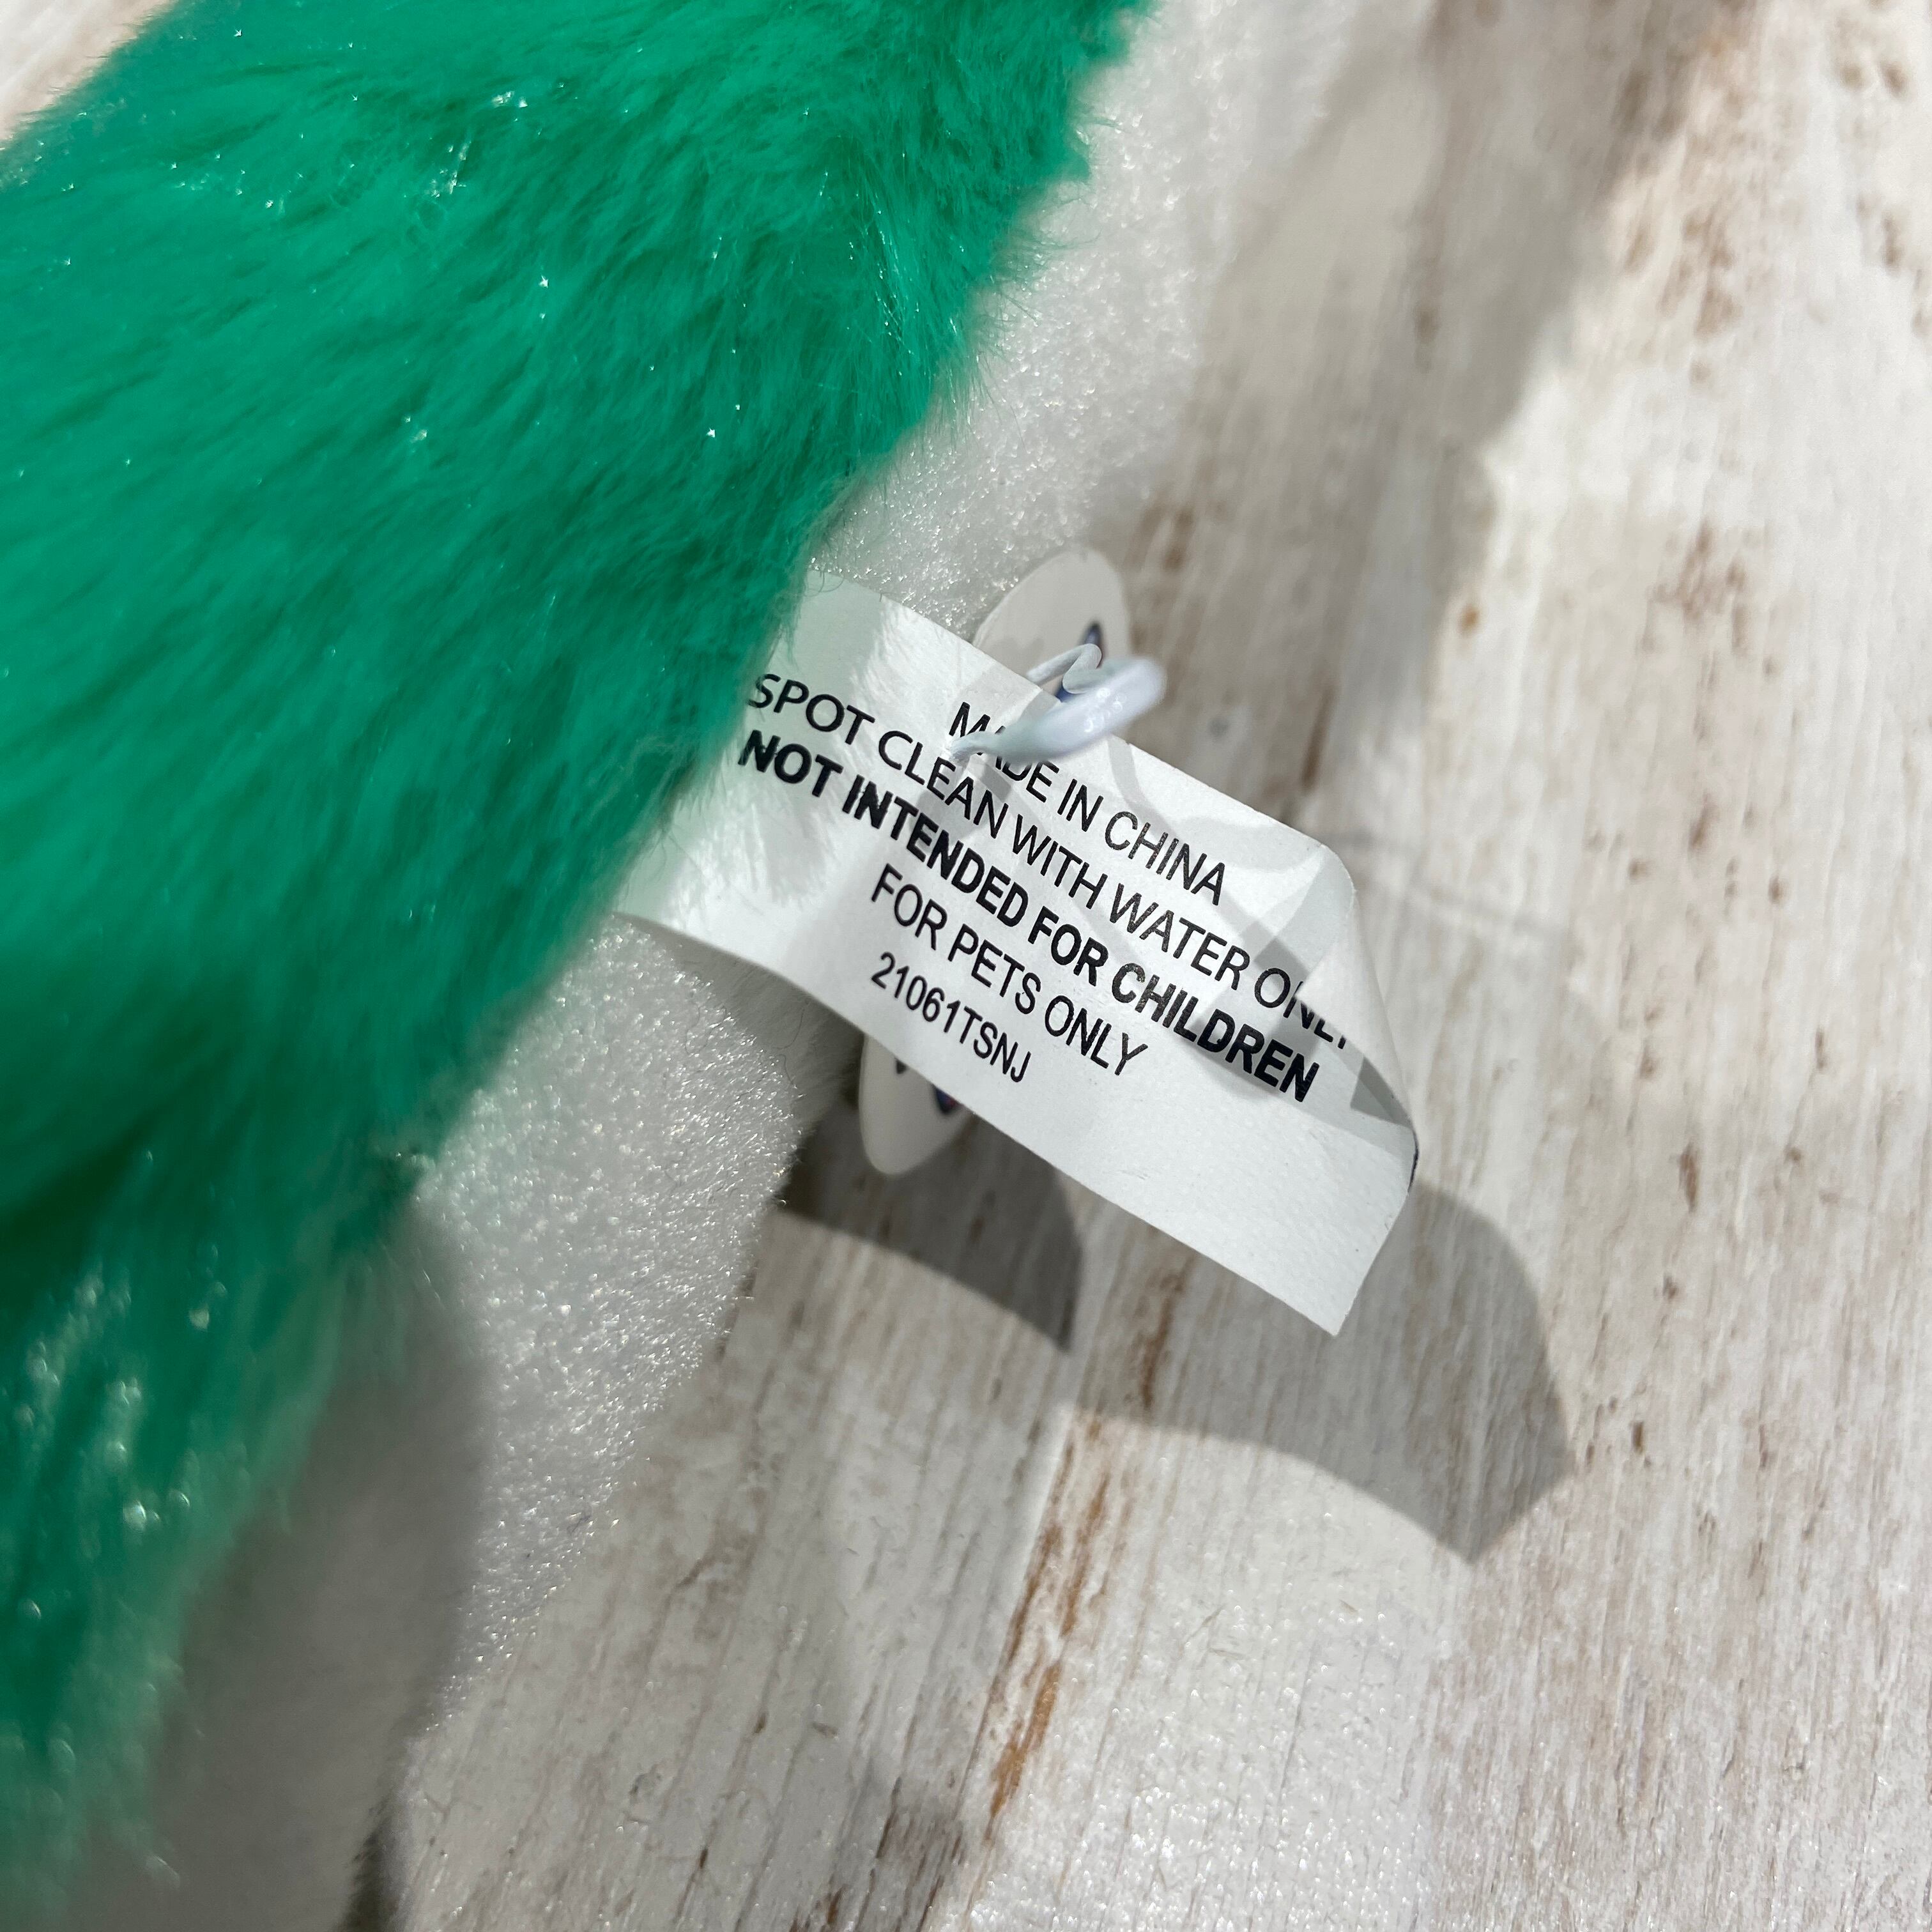 MADE IN CHINA
SPOT CLEAN WITH WATER ONLY
NOT INTENDED FOR CHILDREN
FOR PETS ONLY
21061TSNJ